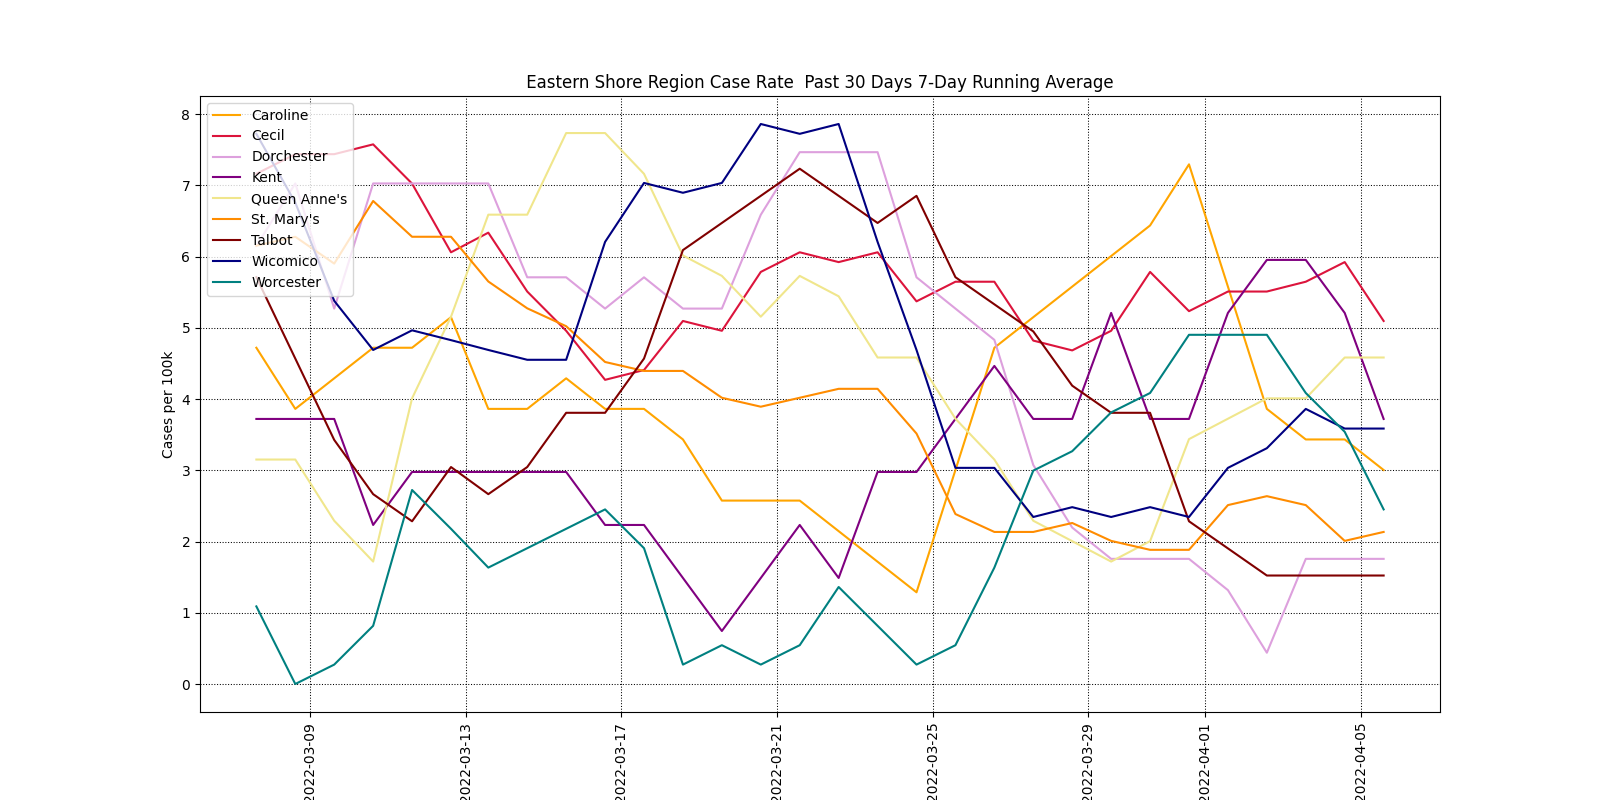 Eastern Shore Region Case Rate  Past 30 Days 7-Day Running Average
Caroline
Cecil
Dorchester
Kent
Queen Anne's
St. Mary's
Talbot
Wicomico
Worcester
Cases per 100k
8
7
6
5
4
3
2
1
0
2022-03-09
2022-03-13
2022-03-17
2022-03-21
2022-03-25
2022-03-29
2022-04-01
2022-04-05